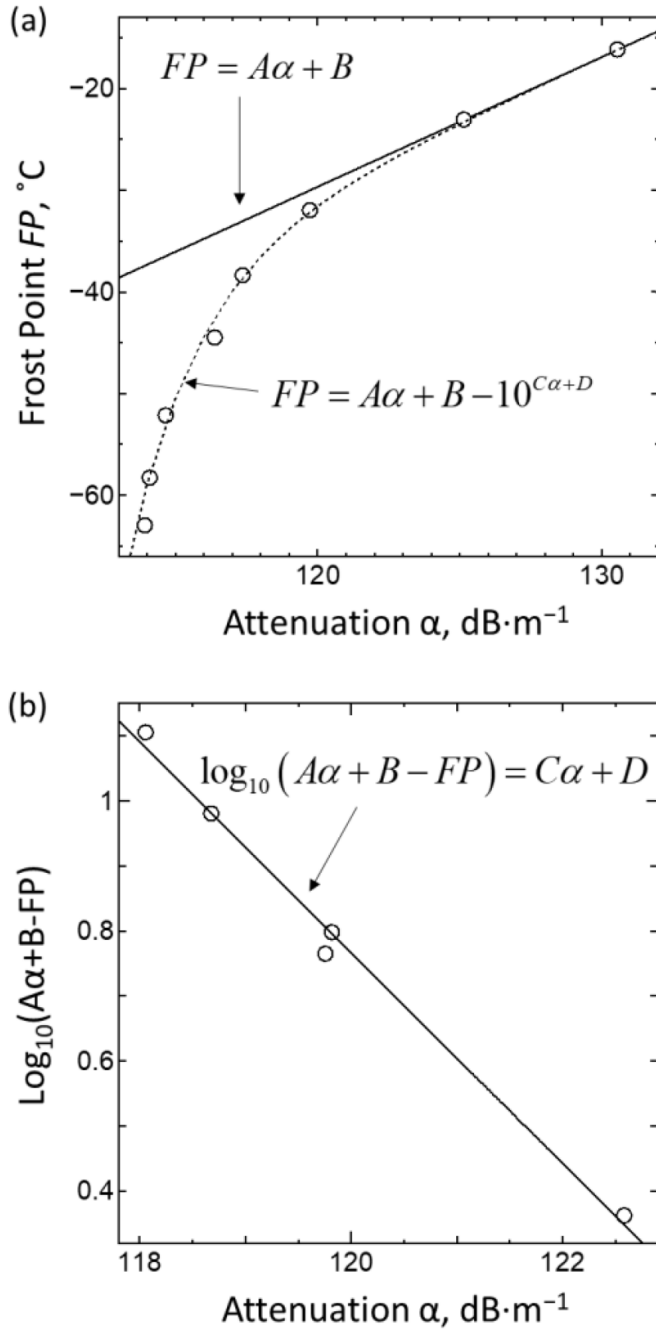 (a)
FP = Aα + B
−20
−40
FP = Aα + B − 10^{Cα+D}
−60
120
130
Frost Point FP, ˚C
Attenuation α, dB·m⁻¹
(b)
log₁₀(Aα + B − FP) = Cα + D
1
0.8
0.6
0.4
118
120
122
Log₁₀(Aα+B-FP)
Attenuation α, dB·m⁻¹